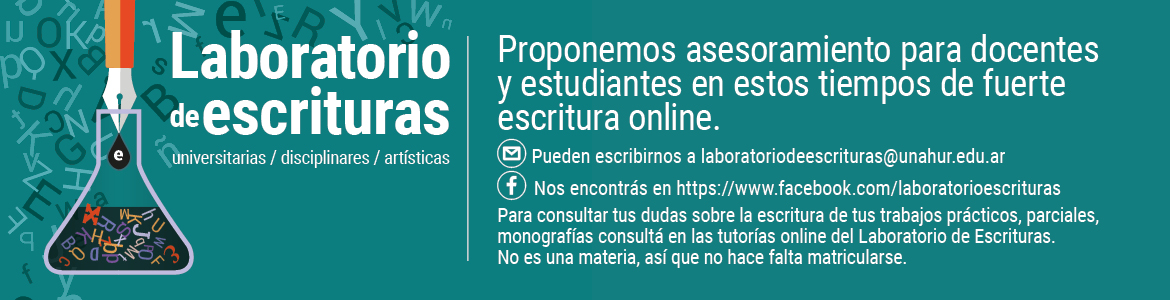 Laboratorio
de escrituras
universitarias / disciplinares / artísticas
e
Proponemos asesoramiento para docentes
y estudiantes en estos tiempos de fuerte
escritura online.
Pueden escribirnos a laboratoriodeescrituras@unahur.edu.ar
Nos encontrás en https://www.facebook.com/laboratorioescrituras
Para consultar tus dudas sobre la escritura de tus trabajos prácticos, parciales,
monografías consultá en las tutorías online del Laboratorio de Escrituras.
No es una materia, así que no hace falta matricularse.